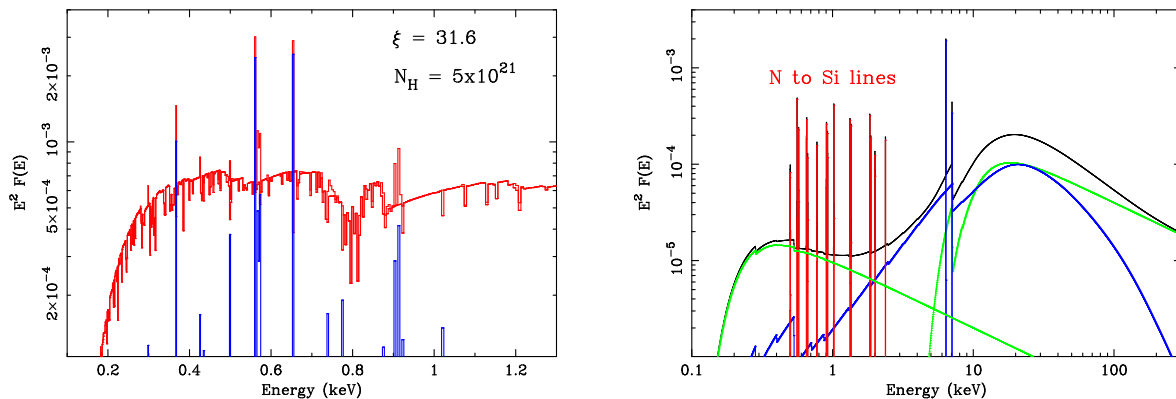 ξ = 31.6
N_H = 5x10^21
E² F(E)
2×10⁻³
10⁻³
5×10⁻⁴
2×10⁻⁴
0.2 0.4 0.6 0.8 1 1.2
Energy (keV)
N to Si lines
E² F(E)
10⁻³
10⁻⁴
10⁻⁵
0.1 1 10 100
Energy (keV)